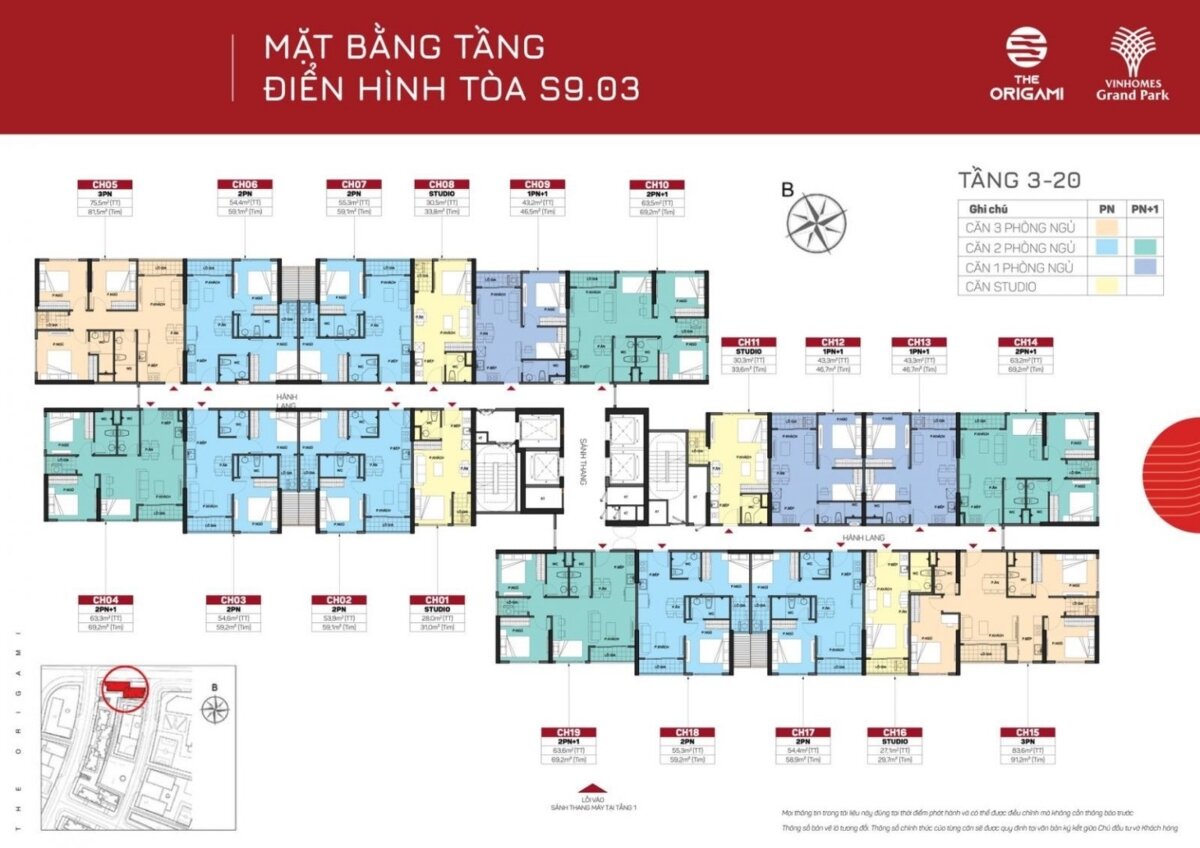 MẶT BẰNG TẦNG
ĐIỂN HÌNH TÒA S9.03
THE
ORIGAMI
VINHOMES
Grand Park
CH05
3PN
75,5m² (TT)
81,5m² (Tim)
CH06
2PN
54,4m² (TT)
59,1m² (Tim)
CH07
2PN
55,3m² (TT)
59,1m² (Tim)
CH08
STUDIO
30,5m² (TT)
33,8m² (Tim)
CH09
1PN+1
43,2m² (TT)
46,5m² (Tim)
CH10
2PN+1
63,5m² (TT)
69,2m² (Tim)
B
TẦNG 3-20
Ghi chú PN PN+1
CĂN 3 PHÒNG NGỦ
CĂN 2 PHÒNG NGỦ
CĂN 1 PHÒNG NGỦ
CĂN STUDIO
CH11
STUDIO
30,3m² (TT)
33,6m² (Tim)
CH12
1PN+1
43,3m² (TT)
46,7m² (Tim)
CH13
1PN+1
43,3m² (TT)
46,7m² (Tim)
CH14
2PN+1
63,2m² (TT)
69,2m² (Tim)
HÀNH
LANG
SẢNH THANG
HÀNH LANG
CH04
2PN+1
63,3m² (TT)
69,2m² (Tim)
CH03
2PN
54,6m² (TT)
59,2m² (Tim)
CH02
2PN
53,9m² (TT)
59,1m² (Tim)
CH01
STUDIO
28,0m² (TT)
31,0m² (Tim)
THE ORIGAMI
B
CH19
2PN+1
63,6m² (TT)
69,2m² (Tim)
CH18
2PN
55,3m² (TT)
59,2m² (Tim)
CH17
2PN
54,4m² (TT)
58,9m² (Tim)
CH16
STUDIO
27,1m² (TT)
29,7m² (Tim)
CH15
3PN
83,6m² (TT)
91,2m² (Tim)
LỐI VÀO
SẢNH THANG MÁY TẠI TẦNG 1
Mọi thông tin trong tài liệu này đúng tại thời điểm phát hành và có thể được điều chỉnh mà không cần thông báo trước
Thông số bản vẽ là tương đối. Thông số chính thức của từng căn sẽ được quy định tại văn bản ký kết giữa Chủ đầu tư và Khách hàng